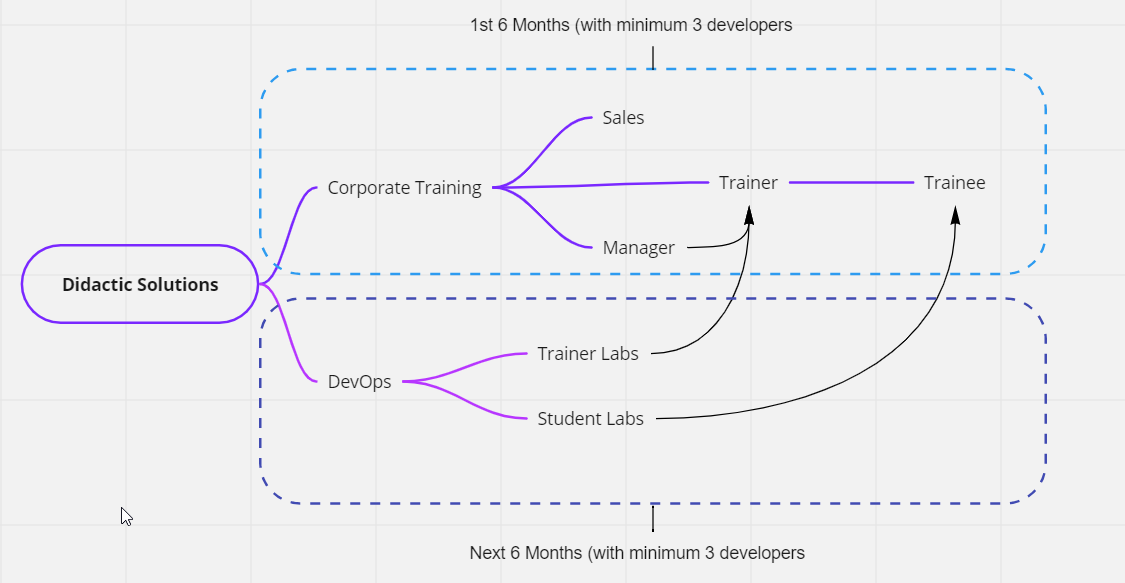 1st 6 Months (with minimum 3 developers
Sales
Corporate Training
Trainer
Trainee
Manager
Didactic Solutions
Trainer Labs
DevOps
Student Labs
Next 6 Months (with minimum 3 developers